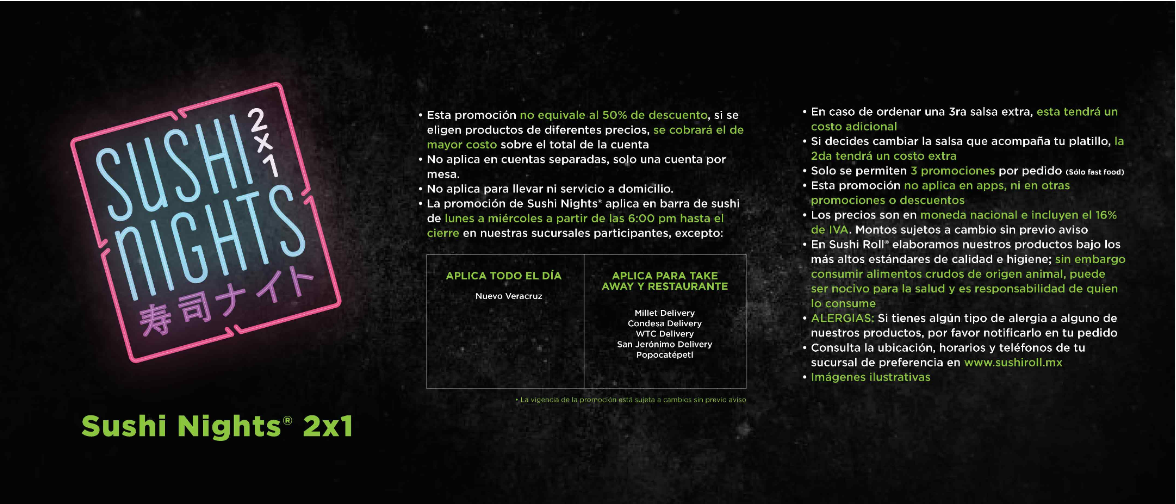 SUSHI
NIGHTS
2x1
寿司ナイト
Sushi Nights® 2x1
• Esta promoción no equivale al 50% de descuento, si se
eligen productos de diferentes precios, se cobrará el de
mayor costo sobre el total de la cuenta
• No aplica en cuentas separadas, solo una cuenta por
mesa.
• No aplica para llevar ni servicio a domicilio.
• La promoción de Sushi Nights® aplica en barra de sushi
de lunes a miércoles a partir de las 6:00 pm hasta el
cierre en nuestras sucursales participantes, excepto:
APLICA TODO EL DÍA
Nuevo Veracruz
APLICA PARA TAKE
AWAY Y RESTAURANTE
Millet Delivery
Condesa Delivery
WTC Delivery
San Jerónimo Delivery
Popocatépetl
• La vigencia de la promoción está sujeta a cambios sin previo aviso
• En caso de ordenar una 3ra salsa extra, esta tendrá un
costo adicional
• Si decides cambiar la salsa que acompaña tu platillo, la
2da tendrá un costo extra
• Solo se permiten 3 promociones por pedido (Sólo fast food)
• Esta promoción no aplica en apps, ni en otras
promociones o descuentos
• Los precios son en moneda nacional e incluyen el 16%
de IVA. Montos sujetos a cambio sin previo aviso
• En Sushi Roll® elaboramos nuestros productos bajo los
más altos estándares de calidad e higiene; sin embargo
consumir alimentos crudos de origen animal, puede
ser nocivo para la salud y es responsabilidad de quien
lo consume
• ALERGIAS: Si tienes algún tipo de alergia a alguno de
nuestros productos, por favor notificarlo en tu pedido
• Consulta la ubicación, horarios y teléfonos de tu
sucursal de preferencia en www.sushiroll.mx
• Imágenes ilustrativas